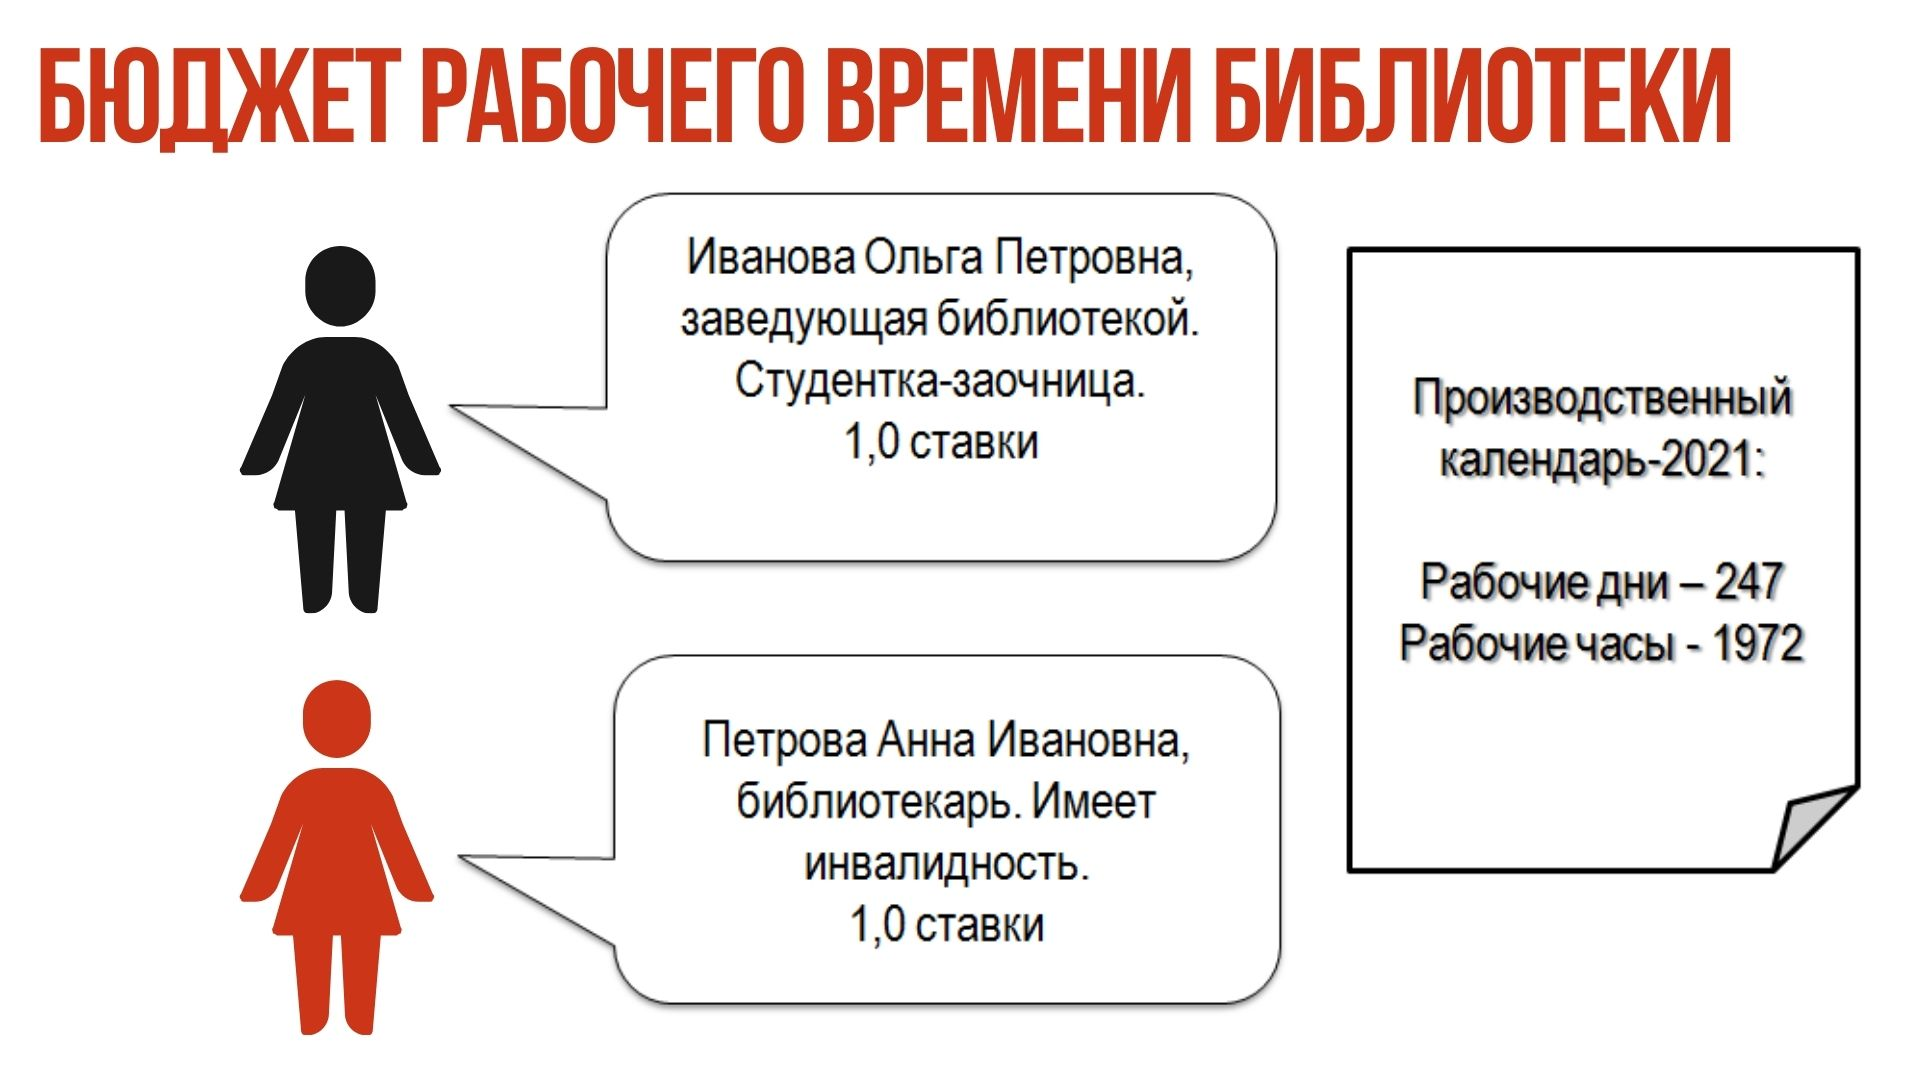 БЮДЖЕТ РАБОЧЕГО ВРЕМЕНИ БИБЛИОТЕКИ
Иванова Ольга Петровна,
заведующая библиотекой.
Студентка-заочница.
1,0 ставки
Производственный
календарь-2021:
Рабочие дни – 247
Рабочие часы - 1972
Петрова Анна Ивановна,
библиотекарь. Имеет
инвалидность.
1,0 ставки